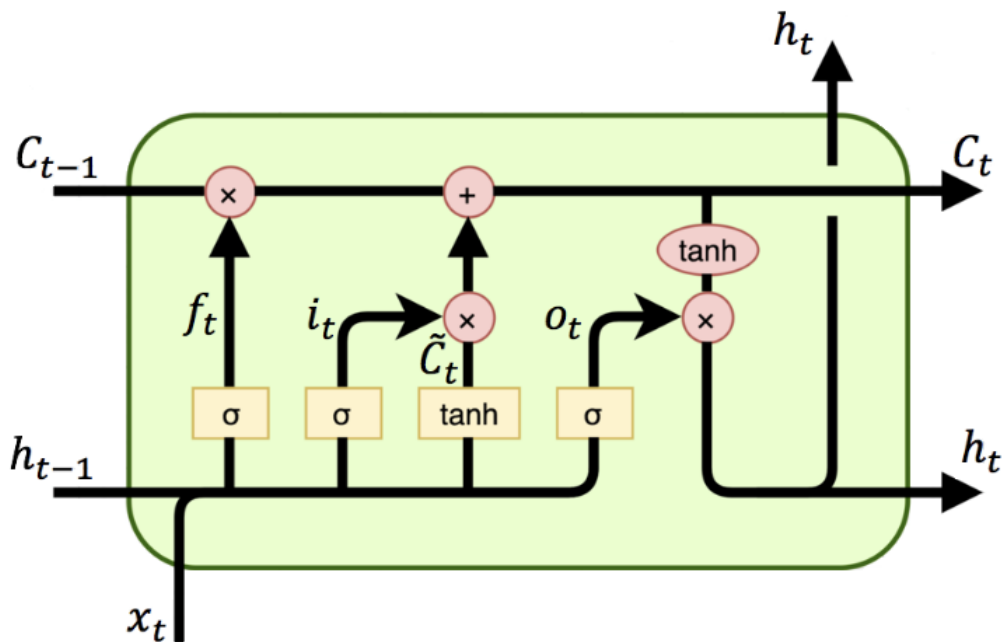 h_t
C_{t-1}
C_t
×
+
tanh
f_t
i_t
×
o_t
×
C̃_t
σ
σ
tanh
σ
h_{t-1}
h_t
x_t